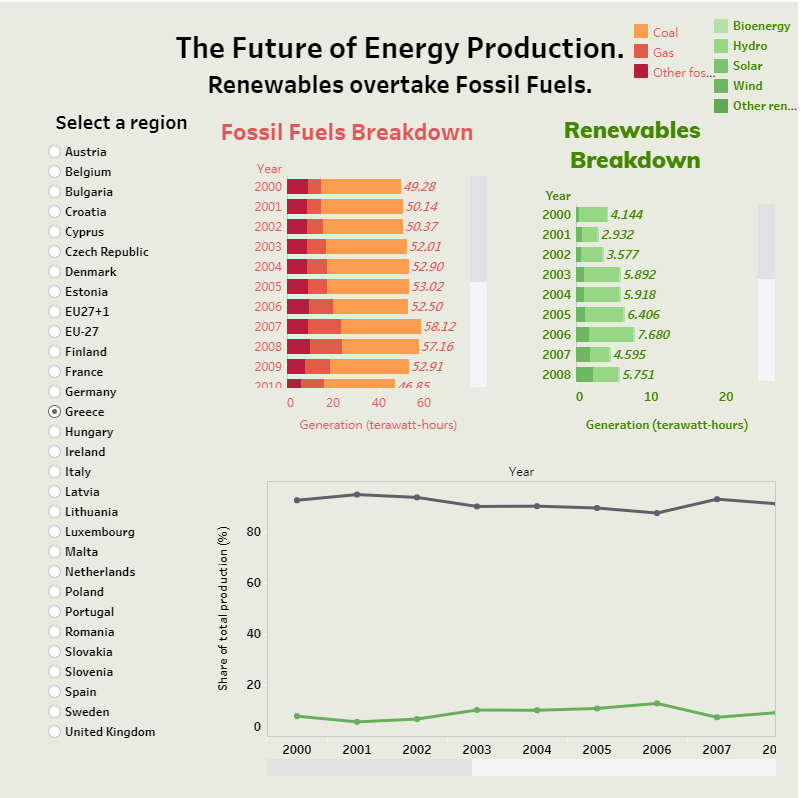 The Future of Energy Production.
Renewables overtake Fossil Fuels.
Coal
Gas
Other fos...
Bioenergy
Hydro
Solar
Wind
Other ren...
Select a region
Austria
Belgium
Bulgaria
Croatia
Cyprus
Czech Republic
Denmark
Estonia
EU27+1
EU-27
Finland
France
Germany
Greece
Hungary
Ireland
Italy
Latvia
Lithuania
Luxembourg
Malta
Netherlands
Poland
Portugal
Romania
Slovakia
Slovenia
Spain
Sweden
United Kingdom
Fossil Fuels Breakdown
Year
2000 49.28
2001 50.14
2002 50.37
2003 52.01
2004 52.90
2005 53.02
2006 52.50
2007 58.12
2008 57.16
2009 52.91
2010 46.85
0 20 40 60
Generation (terawatt-hours)
Renewables
Breakdown
Year
2000 4.144
2001 2.932
2002 3.577
2003 5.892
2004 5.918
2005 6.406
2006 7.680
2007 4.595
2008 5.751
0 10 20
Generation (terawatt-hours)
Year
Share of total production (%)
80
60
40
20
0
2000 2001 2002 2003 2004 2005 2006 2007 20